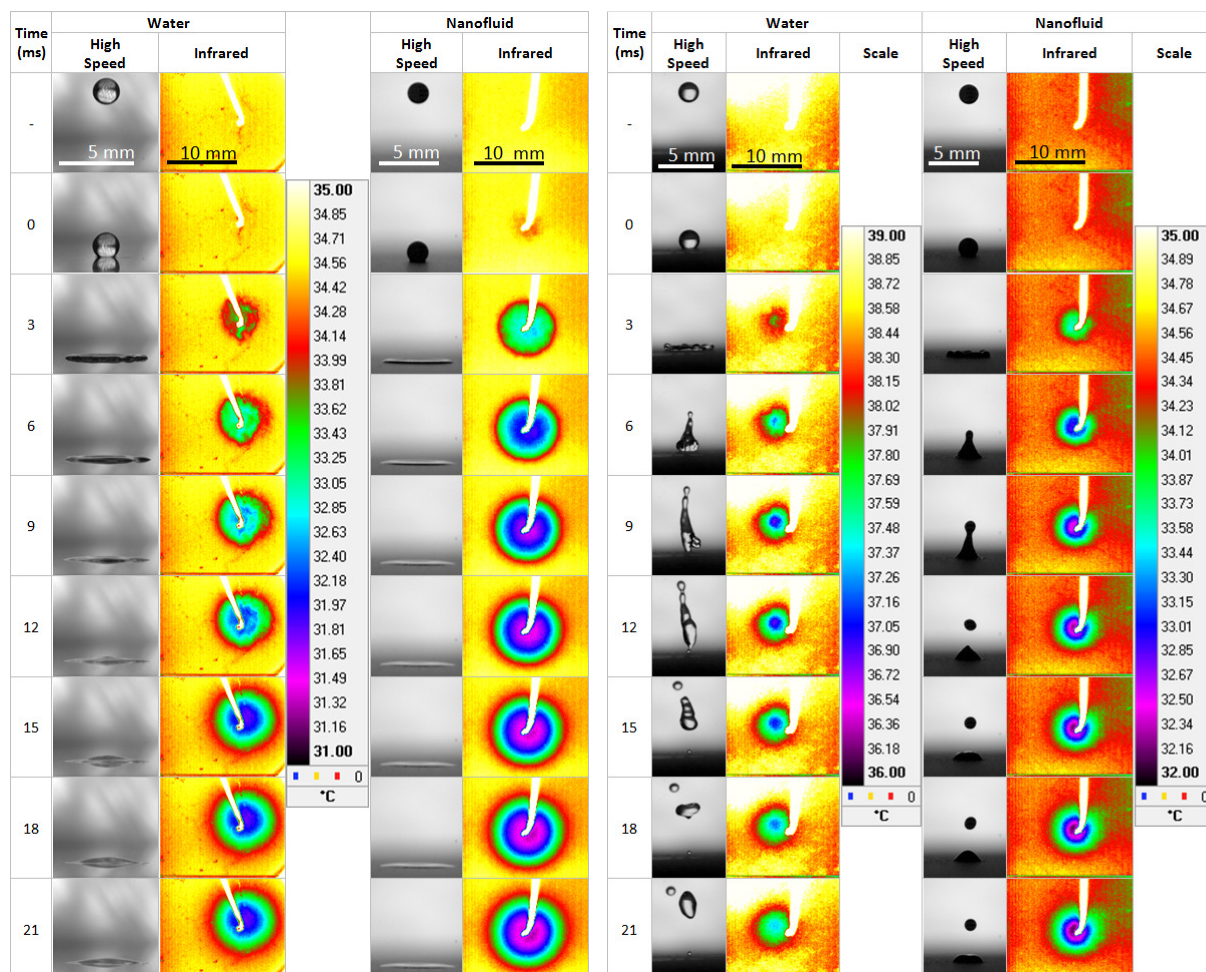 Time
(ms)
Water
Nanofluid
High
Speed
Infrared
High
Speed
Infrared
-
5 mm
10 mm
5 mm
10 mm
0
3
6
9
12
15
18
21
35.00
34.85
34.71
34.56
34.42
34.28
34.14
33.99
33.81
33.62
33.43
33.25
33.05
32.85
32.63
32.40
32.18
31.97
31.81
31.65
31.49
31.32
31.16
31.00
0
°C
Time
(ms)
Water
Nanofluid
High
Speed
Infrared
Scale
High
Speed
Infrared
Scale
-
5 mm
10 mm
5 mm
10 mm
0
3
6
9
12
15
18
21
39.00
38.85
38.72
38.58
38.44
38.30
38.15
38.02
37.91
37.80
37.69
37.59
37.48
37.37
37.26
37.16
37.05
36.90
36.72
36.54
36.36
36.18
36.00
0
°C
35.00
34.89
34.78
34.67
34.56
34.45
34.34
34.23
34.12
34.01
33.87
33.73
33.58
33.44
33.30
33.15
33.01
32.85
32.67
32.50
32.34
32.16
32.00
0
°C